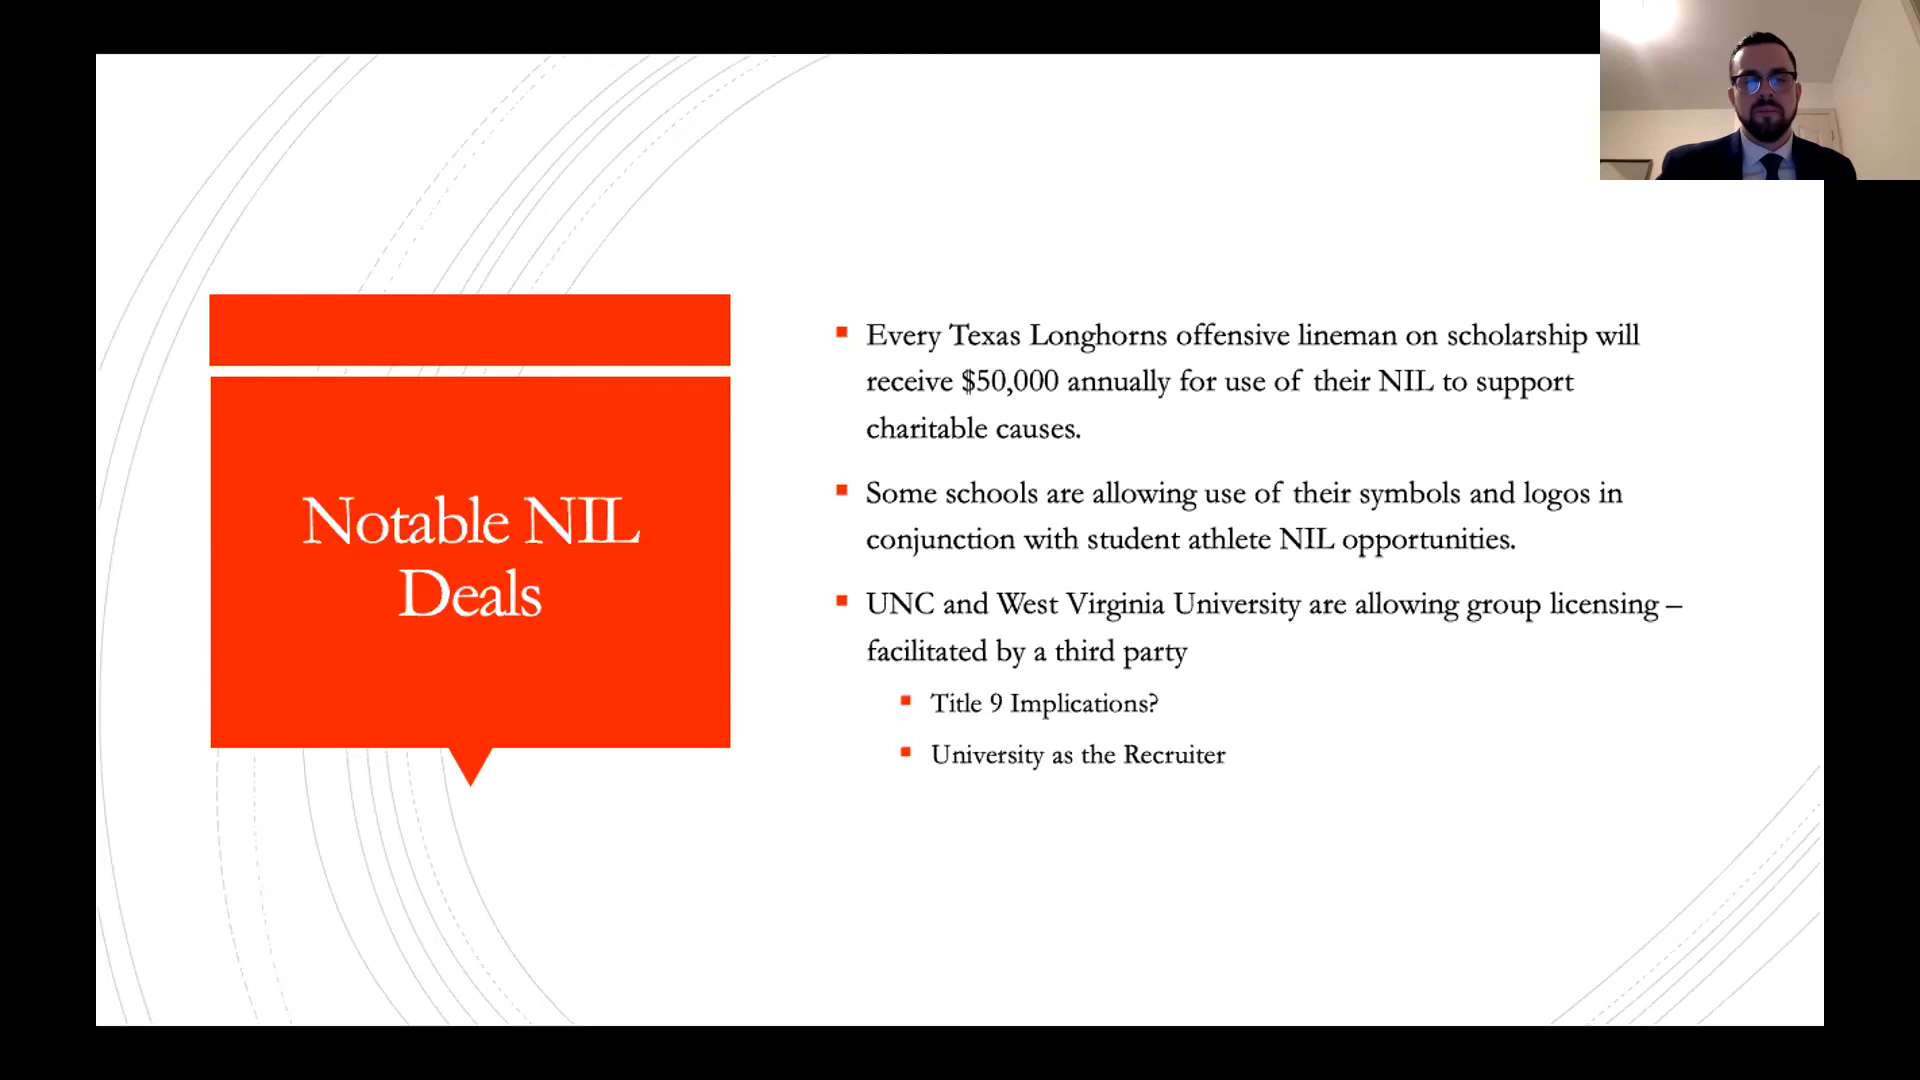 Notable NIL
Deals
Every Texas Longhorns offensive lineman on scholarship will
receive $50,000 annually for use of their NIL to support
charitable causes.
Some schools are allowing use of their symbols and logos in
conjunction with student athlete NIL opportunities.
UNC and West Virginia University are allowing group licensing –
facilitated by a third party
Title 9 Implications?
University as the Recruiter